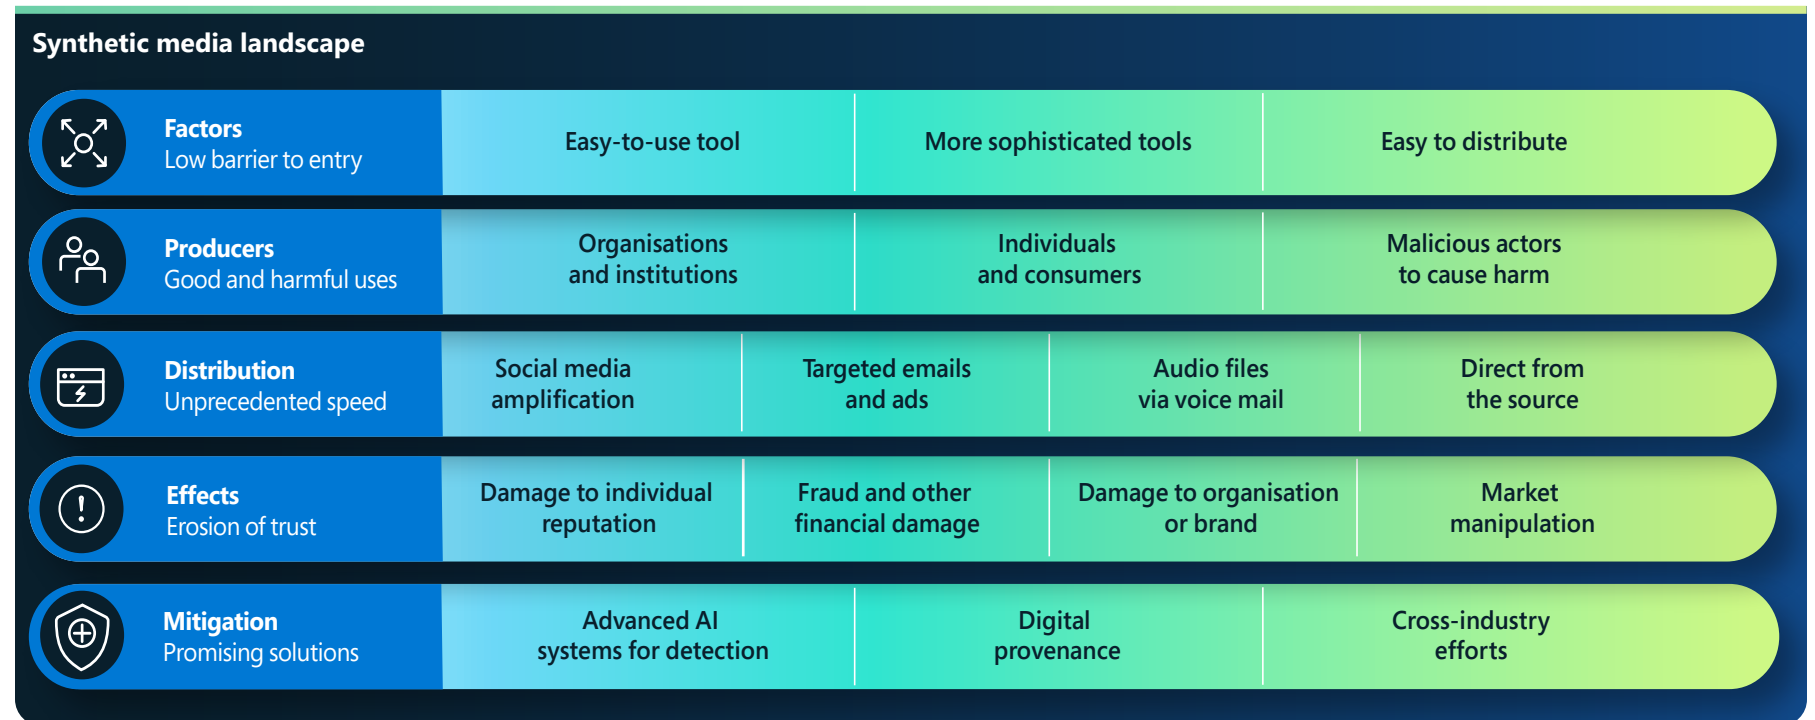 Synthetic media landscape
Factors
Low barrier to entry
Easy-to-use tool
More sophisticated tools
Easy to distribute
Producers
Good and harmful uses
Organisations
and institutions
Individuals
and consumers
Malicious actors
to cause harm
Distribution
Unprecedented speed
Social media
amplification
Targeted emails
and ads
Audio files
via voice mail
Direct from
the source
Effects
Erosion of trust
Damage to individual
reputation
Fraud and other
financial damage
Damage to organisation
or brand
Market
manipulation
Mitigation
Promising solutions
Advanced AI
systems for detection
Digital
provenance
Cross-industry
efforts